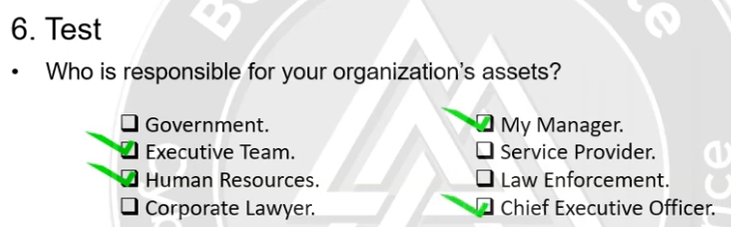 6. Test
• Who is responsible for your organization's assets?
❑ Government.
❑ Executive Team.
❑ Human Resources.
❑ Corporate Lawyer.
❑ My Manager.
❑ Service Provider.
❑ Law Enforcement.
❑ Chief Executive Officer.